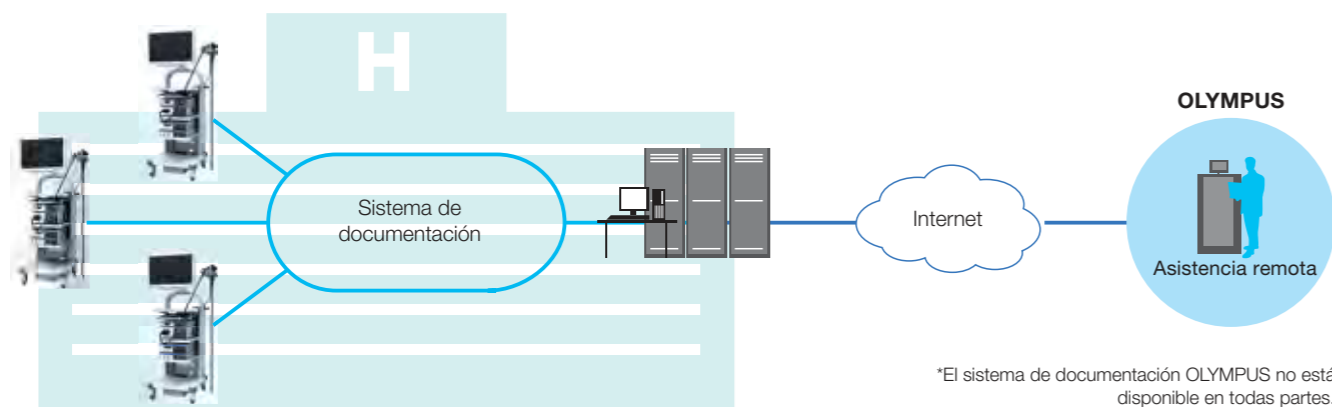 H
OLYMPUS
Sistema de
documentación
Internet
Asistencia remota
*El sistema de documentación OLYMPUS no está
disponible en todas partes.